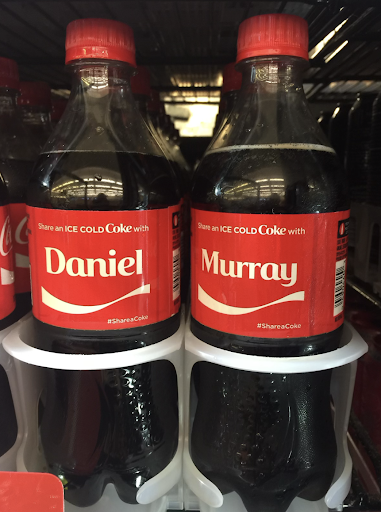 Share an ICE COLD Coke with
Daniel
#ShareaCoke
Share an ICE COLD Coke with
Murray
#ShareaCoke